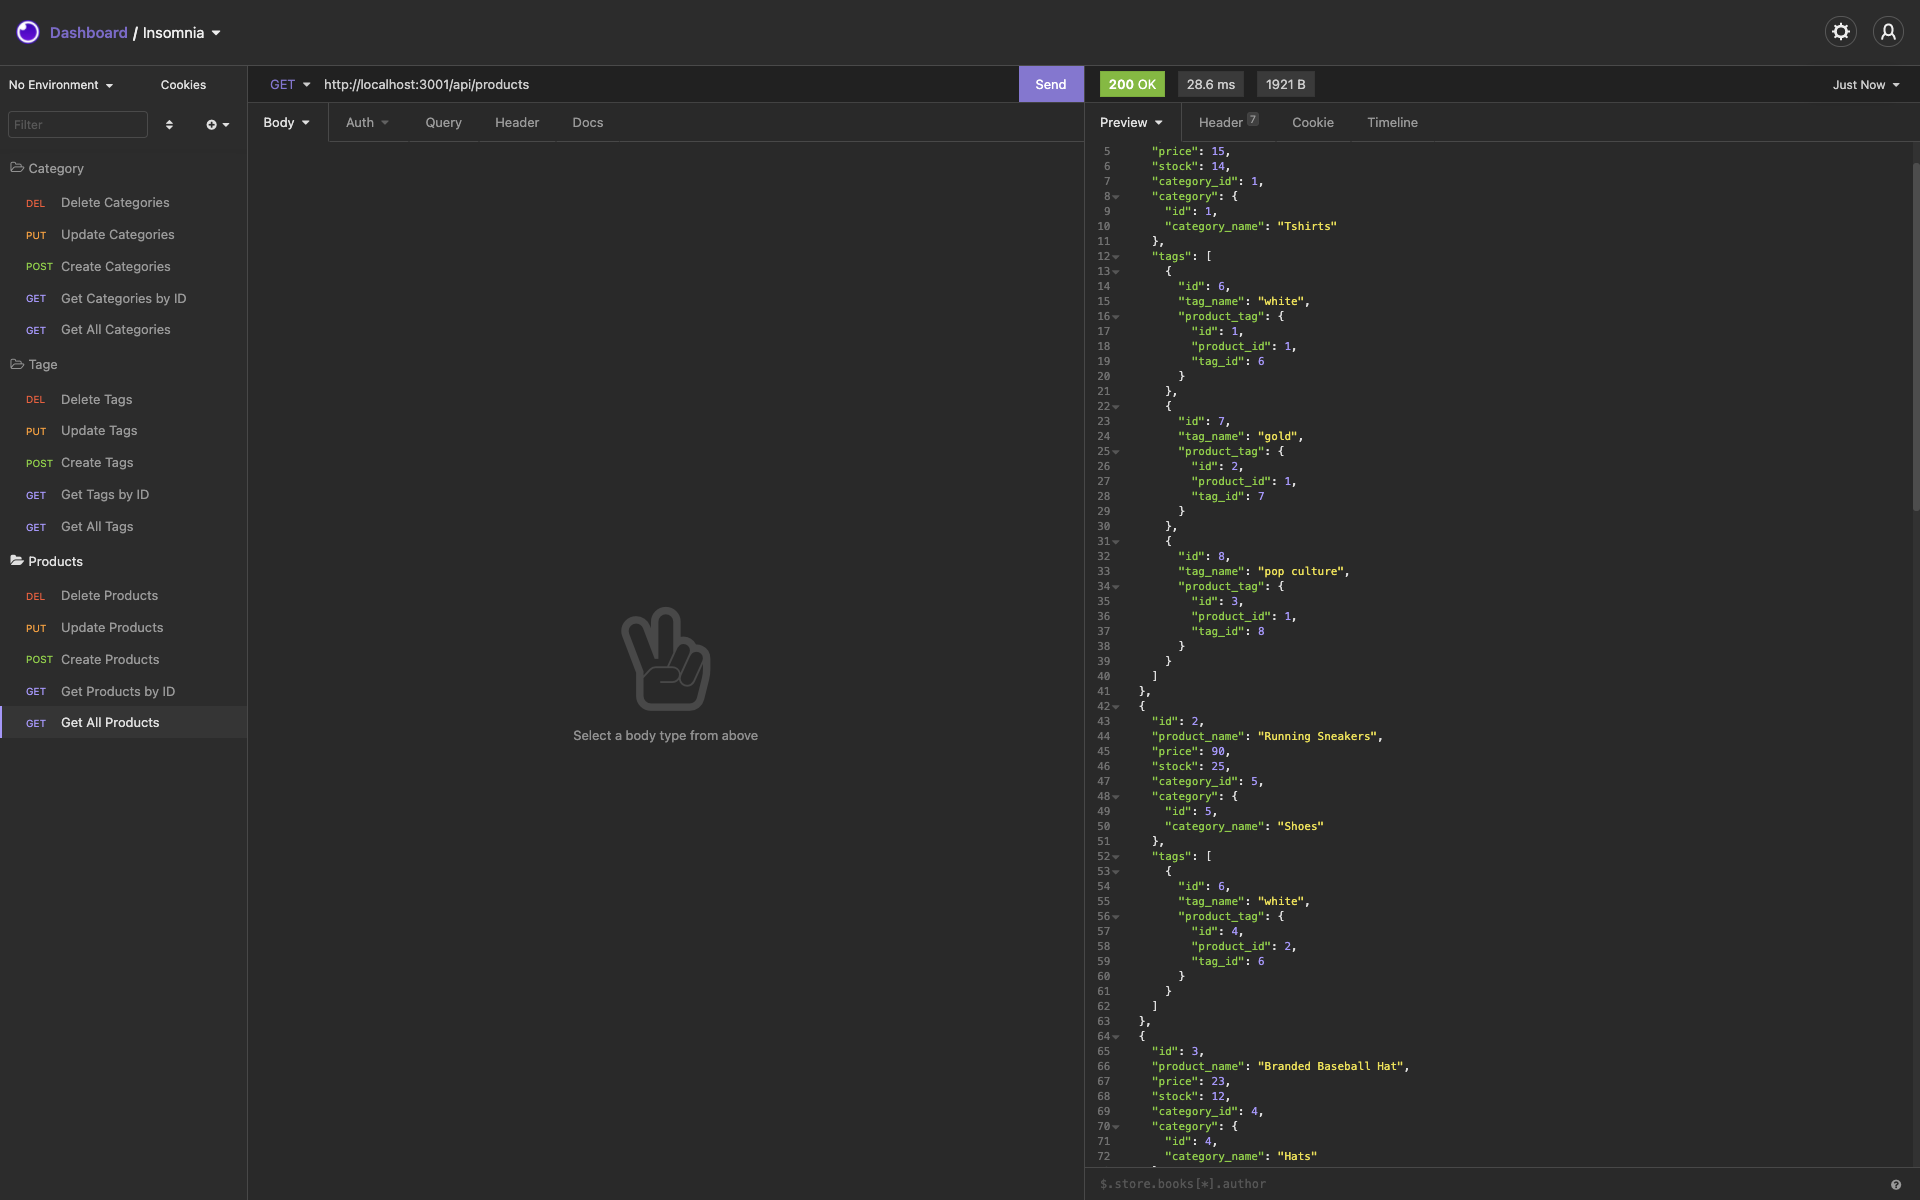 Dashboard / Insomnia
No Environment Cookies
Filter
Category
DEL Delete Categories
PUT Update Categories
POST Create Categories
GET Get Categories by ID
GET Get All Categories
Tage
DEL Delete Tags
PUT Update Tags
POST Create Tags
GET Get Tags by ID
GET Get All Tags
Products
DEL Delete Products
PUT Update Products
POST Create Products
GET Get Products by ID
GET Get All Products
GET http://localhost:3001/api/products Send
Body Auth Query Header Docs
Select a body type from above
200 OK 28.6 ms 1921 B Just Now
Preview Header 7 Cookie Timeline
5 "price": 15,
6 "stock": 14,
7 "category_id": 1,
8 "category": {
9 "id": 1,
10 "category_name": "Tshirts"
11 },
12 "tags": [
13 {
14 "id": 6,
15 "tag_name": "white",
16 "product_tag": {
17 "id": 1,
18 "product_id": 1,
19 "tag_id": 6
20 }
21 },
22 {
23 "id": 7,
24 "tag_name": "gold",
25 "product_tag": {
26 "id": 2,
27 "product_id": 1,
28 "tag_id": 7
29 }
30 },
31 {
32 "id": 8,
33 "tag_name": "pop culture",
34 "product_tag": {
35 "id": 3,
36 "product_id": 1,
37 "tag_id": 8
38 }
39 }
40 ]
41 },
42 {
43 "id": 2,
44 "product_name": "Running Sneakers",
45 "price": 90,
46 "stock": 25,
47 "category_id": 5,
48 "category": {
49 "id": 5,
50 "category_name": "Shoes"
51 },
52 "tags": [
53 {
54 "id": 6,
55 "tag_name": "white",
56 "product_tag": {
57 "id": 4,
58 "product_id": 2,
59 "tag_id": 6
60 }
61 }
62 ]
63 },
64 {
65 "id": 3,
66 "product_name": "Branded Baseball Hat",
67 "price": 23,
68 "stock": 12,
69 "category_id": 4,
70 "category": {
71 "id": 4,
72 "category_name": "Hats"
$.store.books[*].author